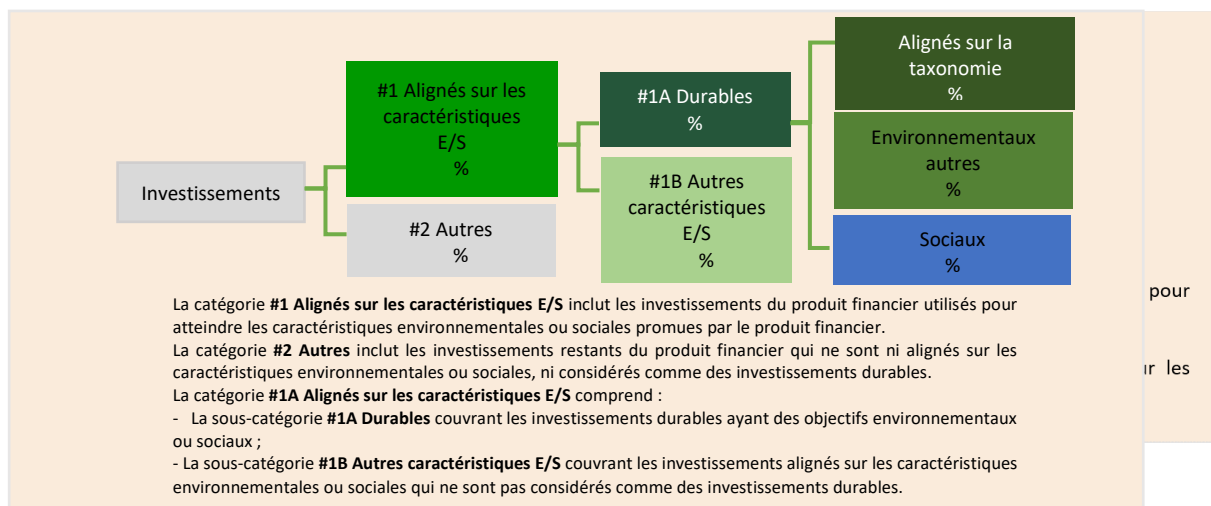 Investissements
#1 Alignés sur les
caractéristiques
E/S
%
#2 Autres
%
#1A Durables
%
#1B Autres
caractéristiques
E/S
%
Alignés sur la
taxonomie
%
Environnementaux
autres
%
Sociaux
%
La catégorie #1 Alignés sur les caractéristiques E/S inclut les investissements du produit financier utilisés pour
atteindre les caractéristiques environnementales ou sociales promues par le produit financier.
La catégorie #2 Autres inclut les investissements restants du produit financier qui ne sont ni alignés sur les
caractéristiques environnementales ou sociales, ni considérés comme des investissements durables.
La catégorie #1A Alignés sur les caractéristiques E/S comprend :
- La sous-catégorie #1A Durables couvrant les investissements durables ayant des objectifs environnementaux
ou sociaux ;
- La sous-catégorie #1B Autres caractéristiques E/S couvrant les investissements alignés sur les caractéristiques
environnementales ou sociales qui ne sont pas considérés comme des investissements durables.
pour
les